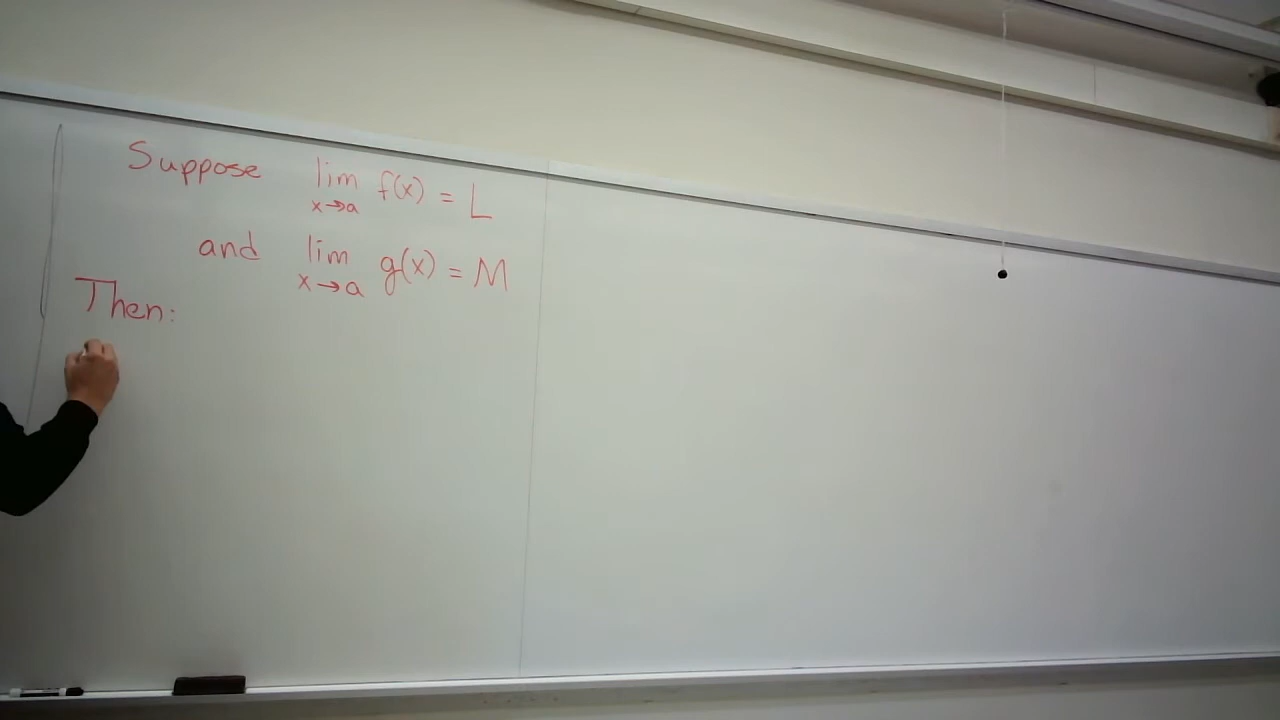 Suppose lim f(x) = L
x→a
and lim g(x) = M
x→a
Then: